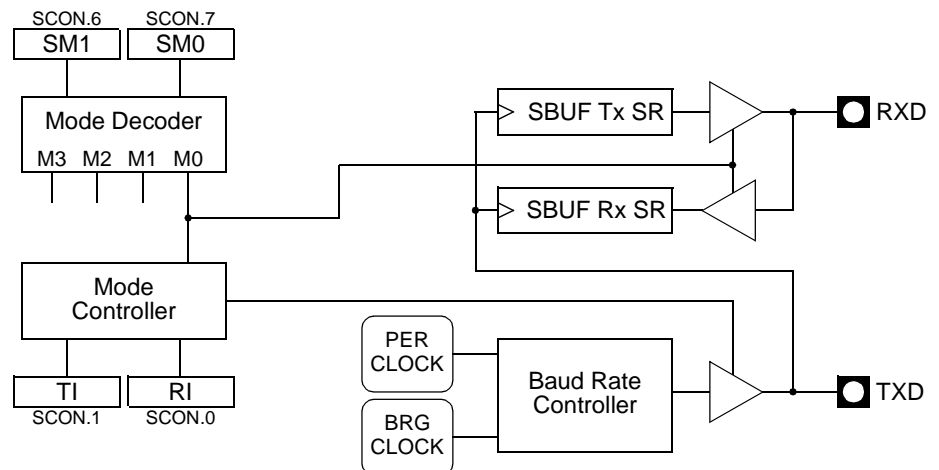 SCON.6 SCON.7
SM1 SM0
Mode Decoder
M3 M2 M1 M0
SBUF Tx SR
RXD
SBUF Rx SR
Mode
Controller
TI RI
SCON.1 SCON.0
PER
CLOCK
BRG
CLOCK
Baud Rate
Controller
TXD